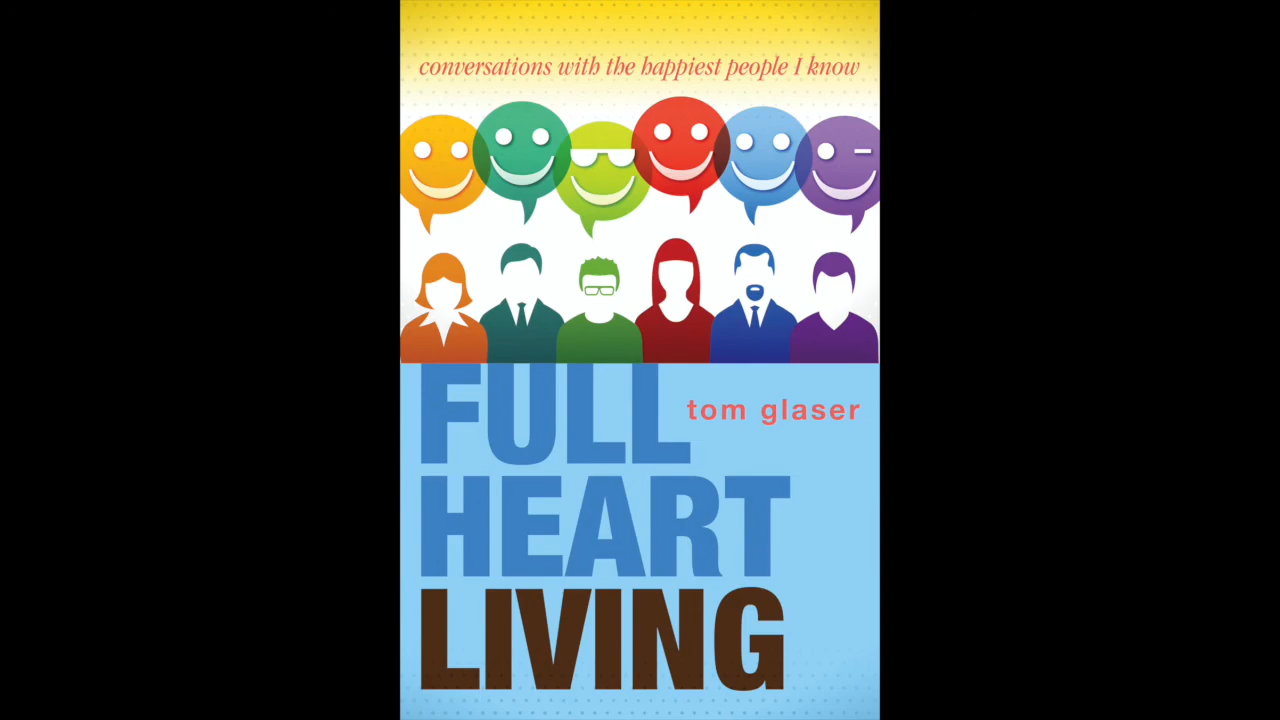 conversations with the happiest people I know
FULL
tom glaser
HEART
LIVING